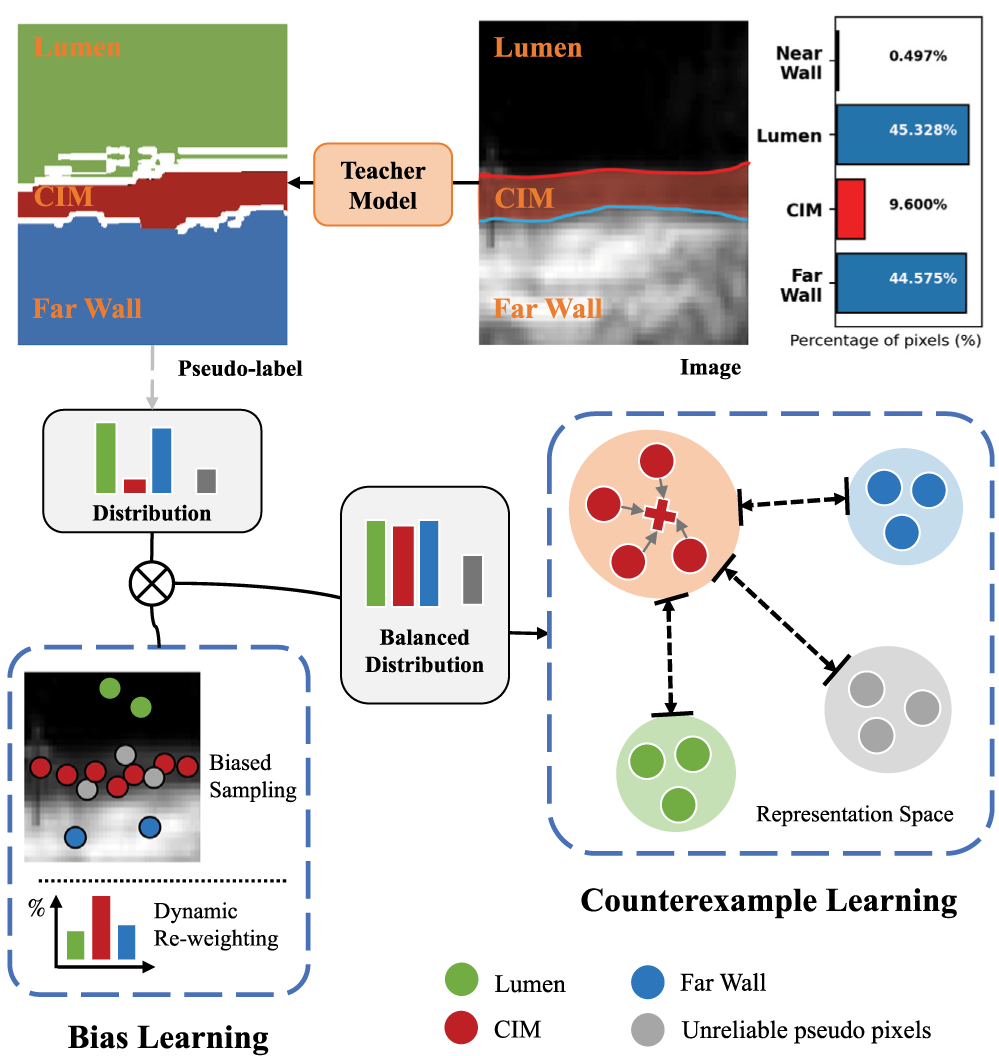 Lumen
CIM
Far Wall
Teacher
Model
Lumen
CIM
Far Wall
Near
Wall
0.497%
Lumen
45.328%
CIM
9.600%
Far
Wall
44.575%
Percentage of pixels (%)
Pseudo-label
Image
Distribution
Balanced
Distribution
Biased
Sampling
%
Dynamic
Re-weighting
Bias Learning
Representation Space
Counterexample Learning
Lumen
Far Wall
CIM
Unreliable pseudo pixels